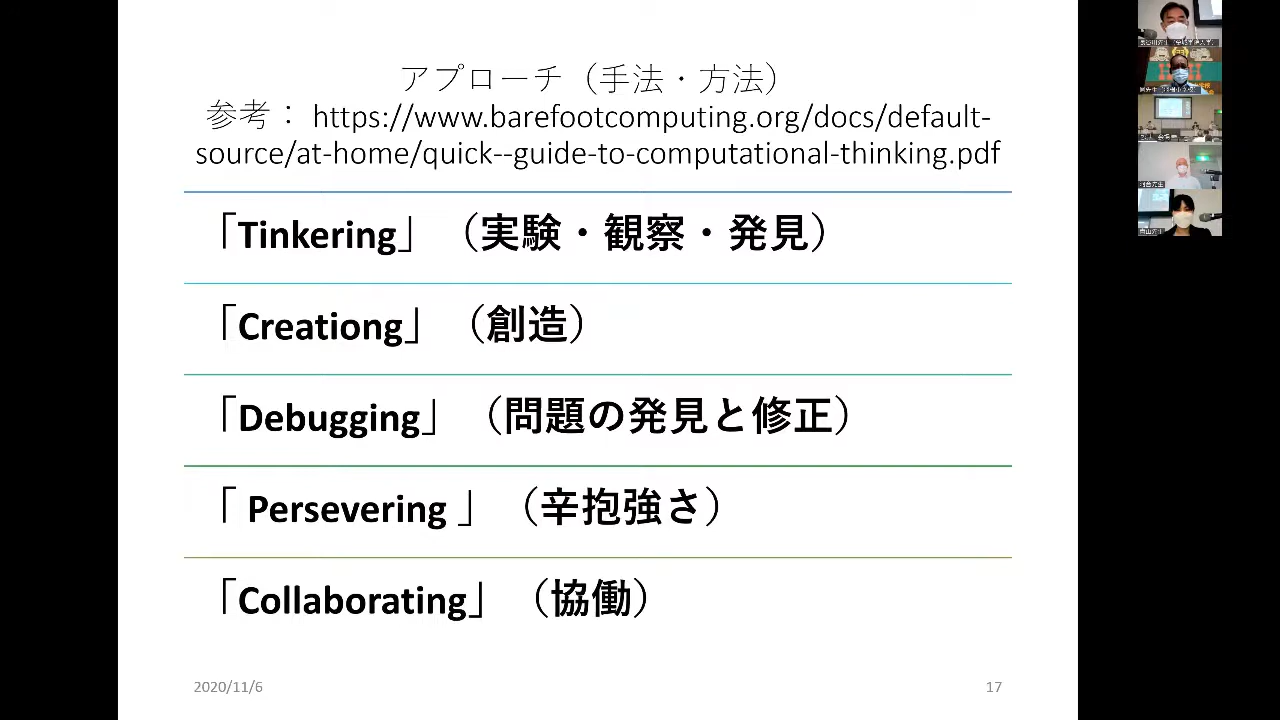 アプローチ（手法・方法）
参考： https://www.barefootcomputing.org/docs/default-
source/at-home/quick--guide-to-computational-thinking.pdf
「Tinkering」（実験・観察・発見）
「Creationg」（創造）
「Debugging」（問題の発見と修正）
「 Persevering 」（辛抱強さ）
「Collaborating」（協働）
2020/11/6
17